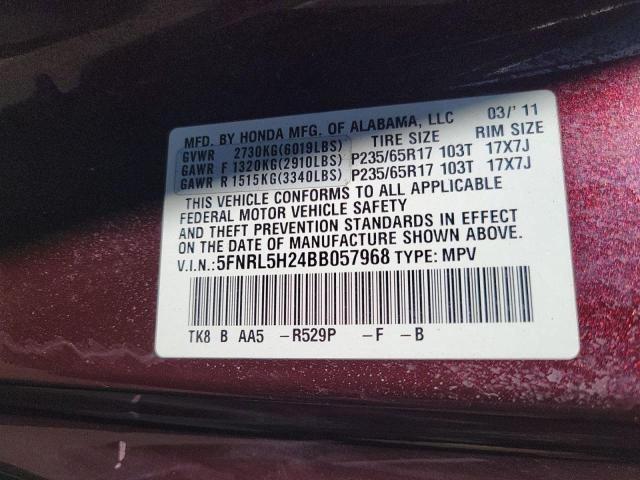 MFD. BY HONDA MFG. OF ALABAMA, LLC 03/'11
GVWR 2730KG(6019LBS) TIRE SIZE RIM SIZE
GAWR F 1320KG(2910LBS) P235/65R17 103T 17X7J
GAWR R 1515KG(3340LBS) P235/65R17 103T 17X7J
THIS VEHICLE CONFORMS TO ALL APPLICABLE
FEDERAL MOTOR VEHICLE SAFETY
AND THEFT PREVENTION STANDARDS IN EFFECT
ON THE DATE OF MANUFACTURE SHOWN ABOVE.
V.I.N.: 5FNRL5H24BB057968 TYPE: MPV
TK8 B AA5 -R529P -F -B